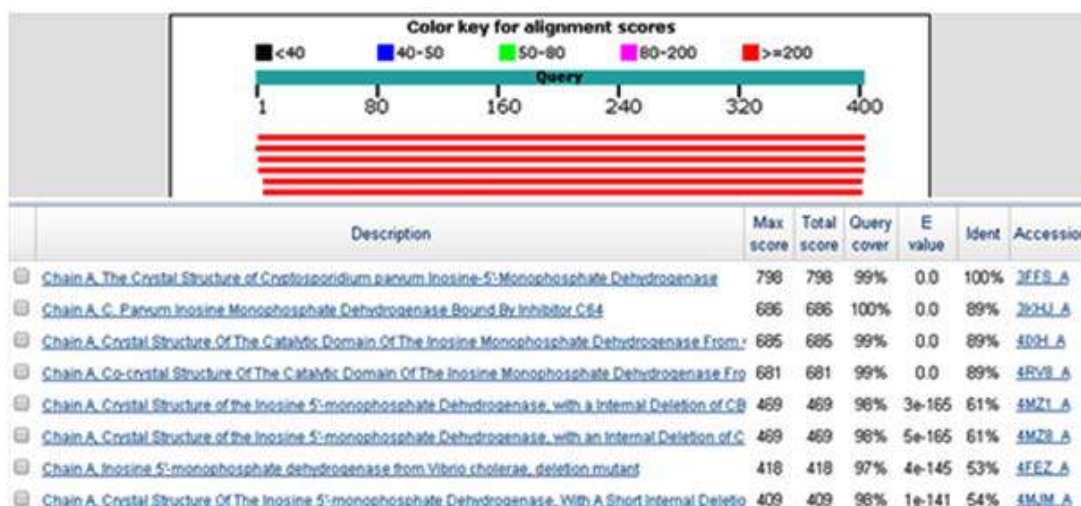 Color key for alignment scores
<40 40-50 50-80 80-200 >=200
Query
1 80 160 240 320 400
Description Max score Total score Query cover E value Ident Accessio
Chain A, The Crystal Structure of Cryptosporidium parvum Inosine-5'-Monophosphate Dehydrogenase 798 798 99% 0.0 100% 3FFS_A
Chain A, C. Parvum Inosine Monophosphate Dehydrogenase Bound By Inhibitor C64 686 686 100% 0.0 89% 3KHJ_A
Chain A, Crystal Structure Of The Catalytic Domain Of The Inosine Monophosphate Dehydrogenase From 685 685 99% 0.0 89% 4IXH_A
Chain A, Co-crystal Structure Of The Catalytic Domain Of The Inosine Monophosphate Dehydrogenase Fro 681 681 99% 0.0 89% 4RV8_A
Chain A, Crystal Structure of the Inosine 5'-monophosphate Dehydrogenase, with a Internal Deletion of CB 469 469 98% 3e-165 61% 4MZ1_A
Chain A, Crystal Structure of the Inosine 5'-monophosphate Dehydrogenase, with an Internal Deletion of C 469 469 98% 5e-165 61% 4MZ8_A
Chain A, Inosine 5'-monophosphate dehydrogenase from Vibrio cholerae, deletion mutant 418 418 97% 4e-145 53% 4FEZ_A
Chain A, Crystal Structure Of The Inosine 5'-monophosphate Dehydrogenase, With A Short Internal Deletio 409 409 98% 1e-141 54% 4MJM_A